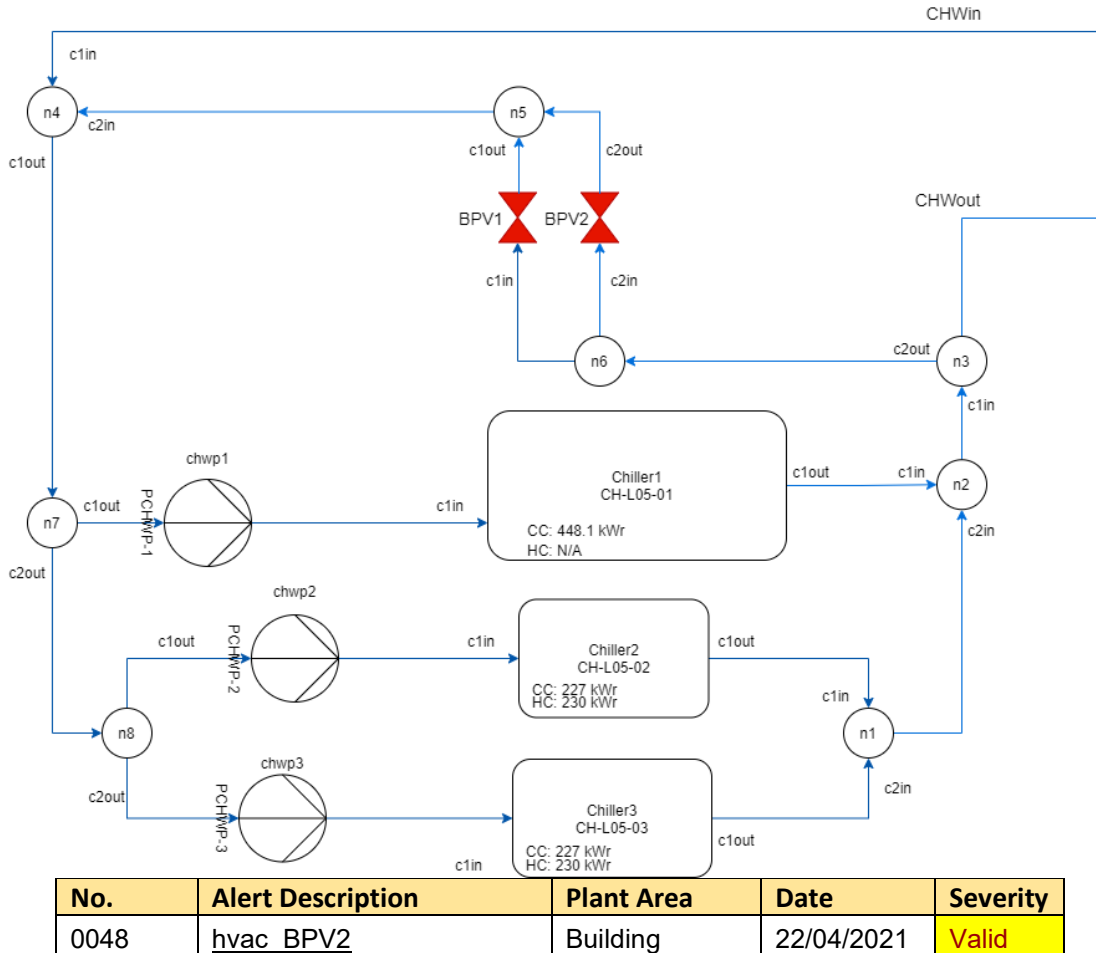 CHWin
c1in
n4
c2in
n5
c1out
c1out
c2out
CHWout
BPV1
BPV2
c1in
c2in
n6
c2out
n3
c1in
chwp1
PCHWP-1
n7
c1out
c1in
Chiller1
CH-L05-01
CC: 448.1 kWr
HC: N/A
c1out
c1in
n2
c2in
c2out
chwp2
PCHWP-2
c1out
c1in
Chiller2
CH-L05-02
CC: 227 kWr
HC: 230 kWr
c1out
c1in
n8
n1
c2out
chwp3
PCHWP-3
c1in
Chiller3
CH-L05-03
CC: 227 kWr
HC: 230 kWr
c1out
c2in
No. Alert Description Plant Area Date Severity
0048 hvac_BPV2 Building 22/04/2021 Valid